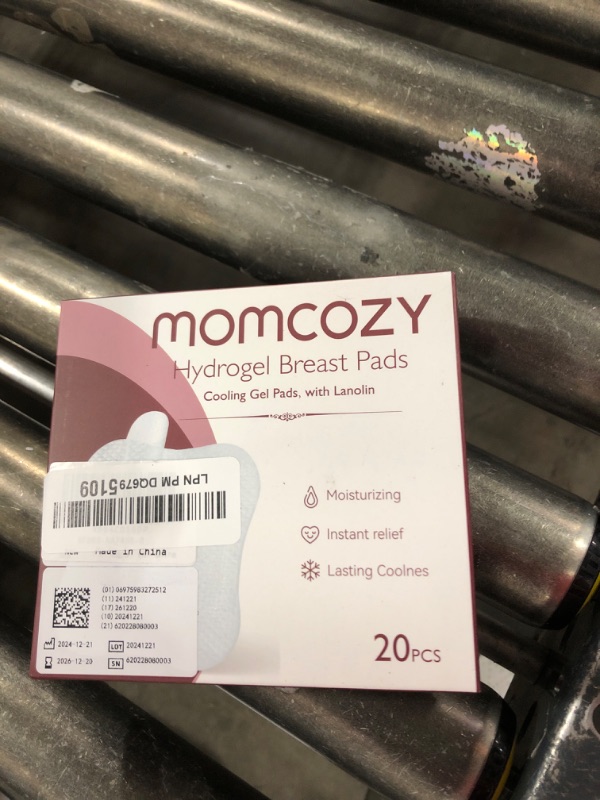 momcozy
Hydrogel Breast Pads
Cooling Gel Pads, with Lanolin
LPN PM DQ6795109
Made in China
Moisturizing
Instant relief
Lasting Coolnes
(01) 06975983272512
(11) 241221
(17) 261220
(10) 20241221
(21) 620228080003
2024-12-21
LOT 20241221
2026-12-20
SN 620228080003
20PCS